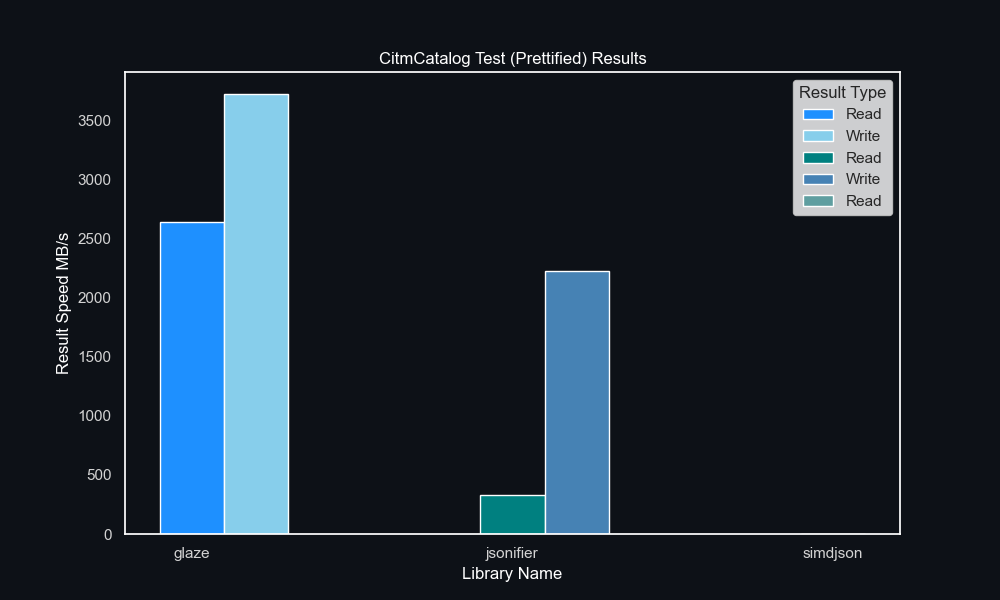 CitmCatalog Test (Prettified) Results
Result Type
Read
Write
Read
Write
Read
3500
3000
2500
2000
1500
1000
500
0
Result Speed MB/s
glaze
jsonifier
simdjson
Library Name